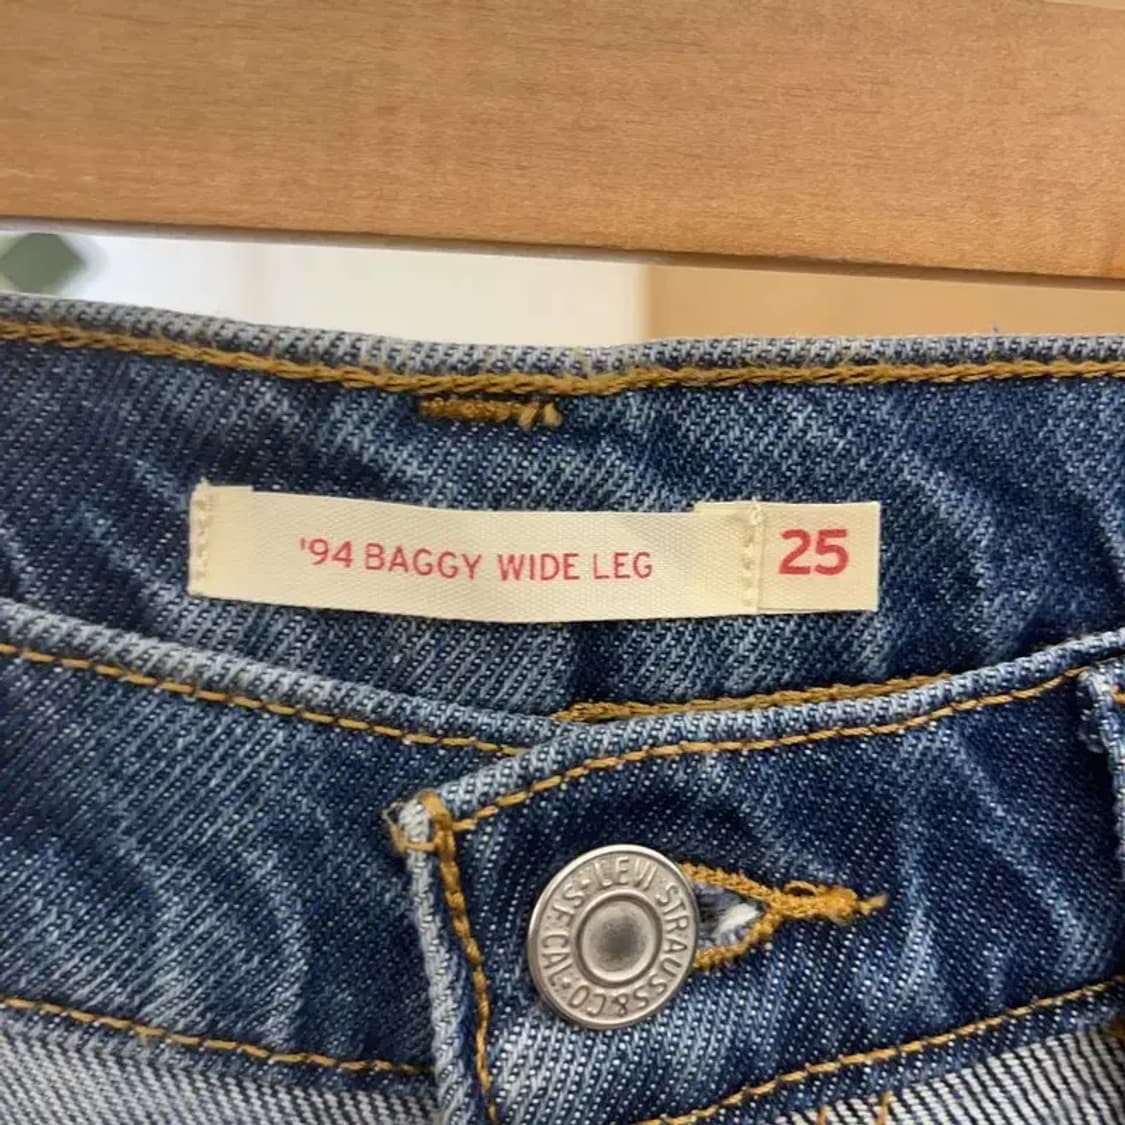 '94 BAGGY WIDE LEG 25
LEVI STRAUSS & CO. S.F. CAL.